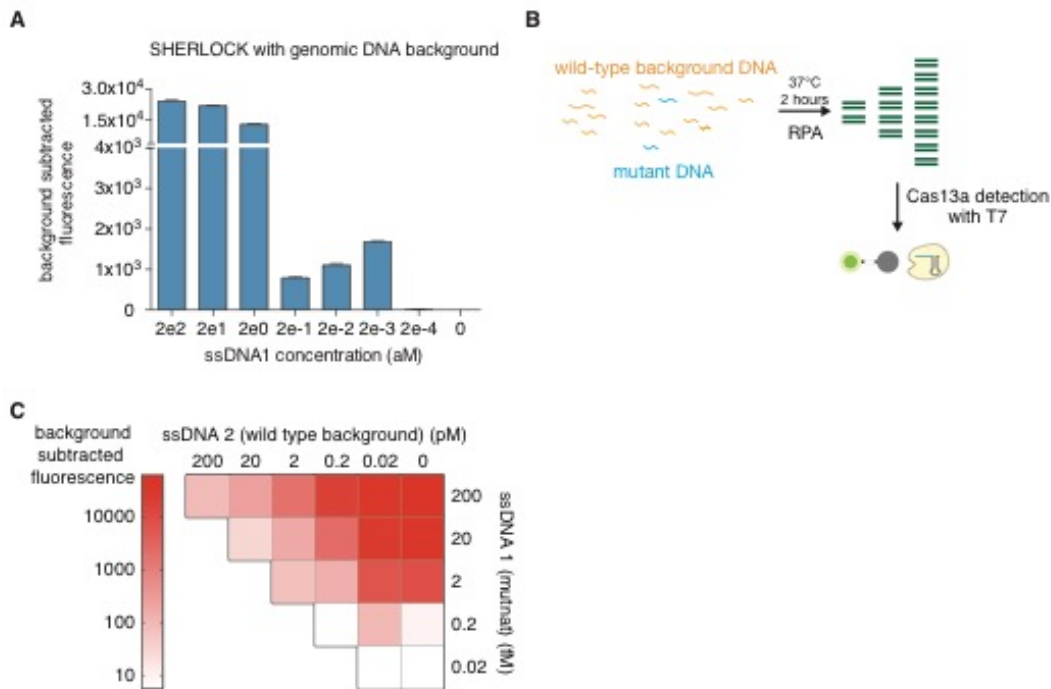 A
SHERLOCK with genomic DNA background
background subtracted
fluorescence
3.0x10⁴
1.5x10⁴
4x10³
3x10³
2x10³
1x10³
0
2e2 2e1 2e0 2e-1 2e-2 2e-3 2e-4 0
ssDNA1 concentration (aM)
B
wild-type background DNA
mutant DNA
37°C
2 hours
RPA
Cas13a detection
with T7
C
background
subtracted
fluorescence
10000
1000
100
10
ssDNA 2 (wild type background) (pM)
200 20 2 0.2 0.02 0
200
20
2
0.2
0.02
ssDNA 1 (mutnat) (fM)